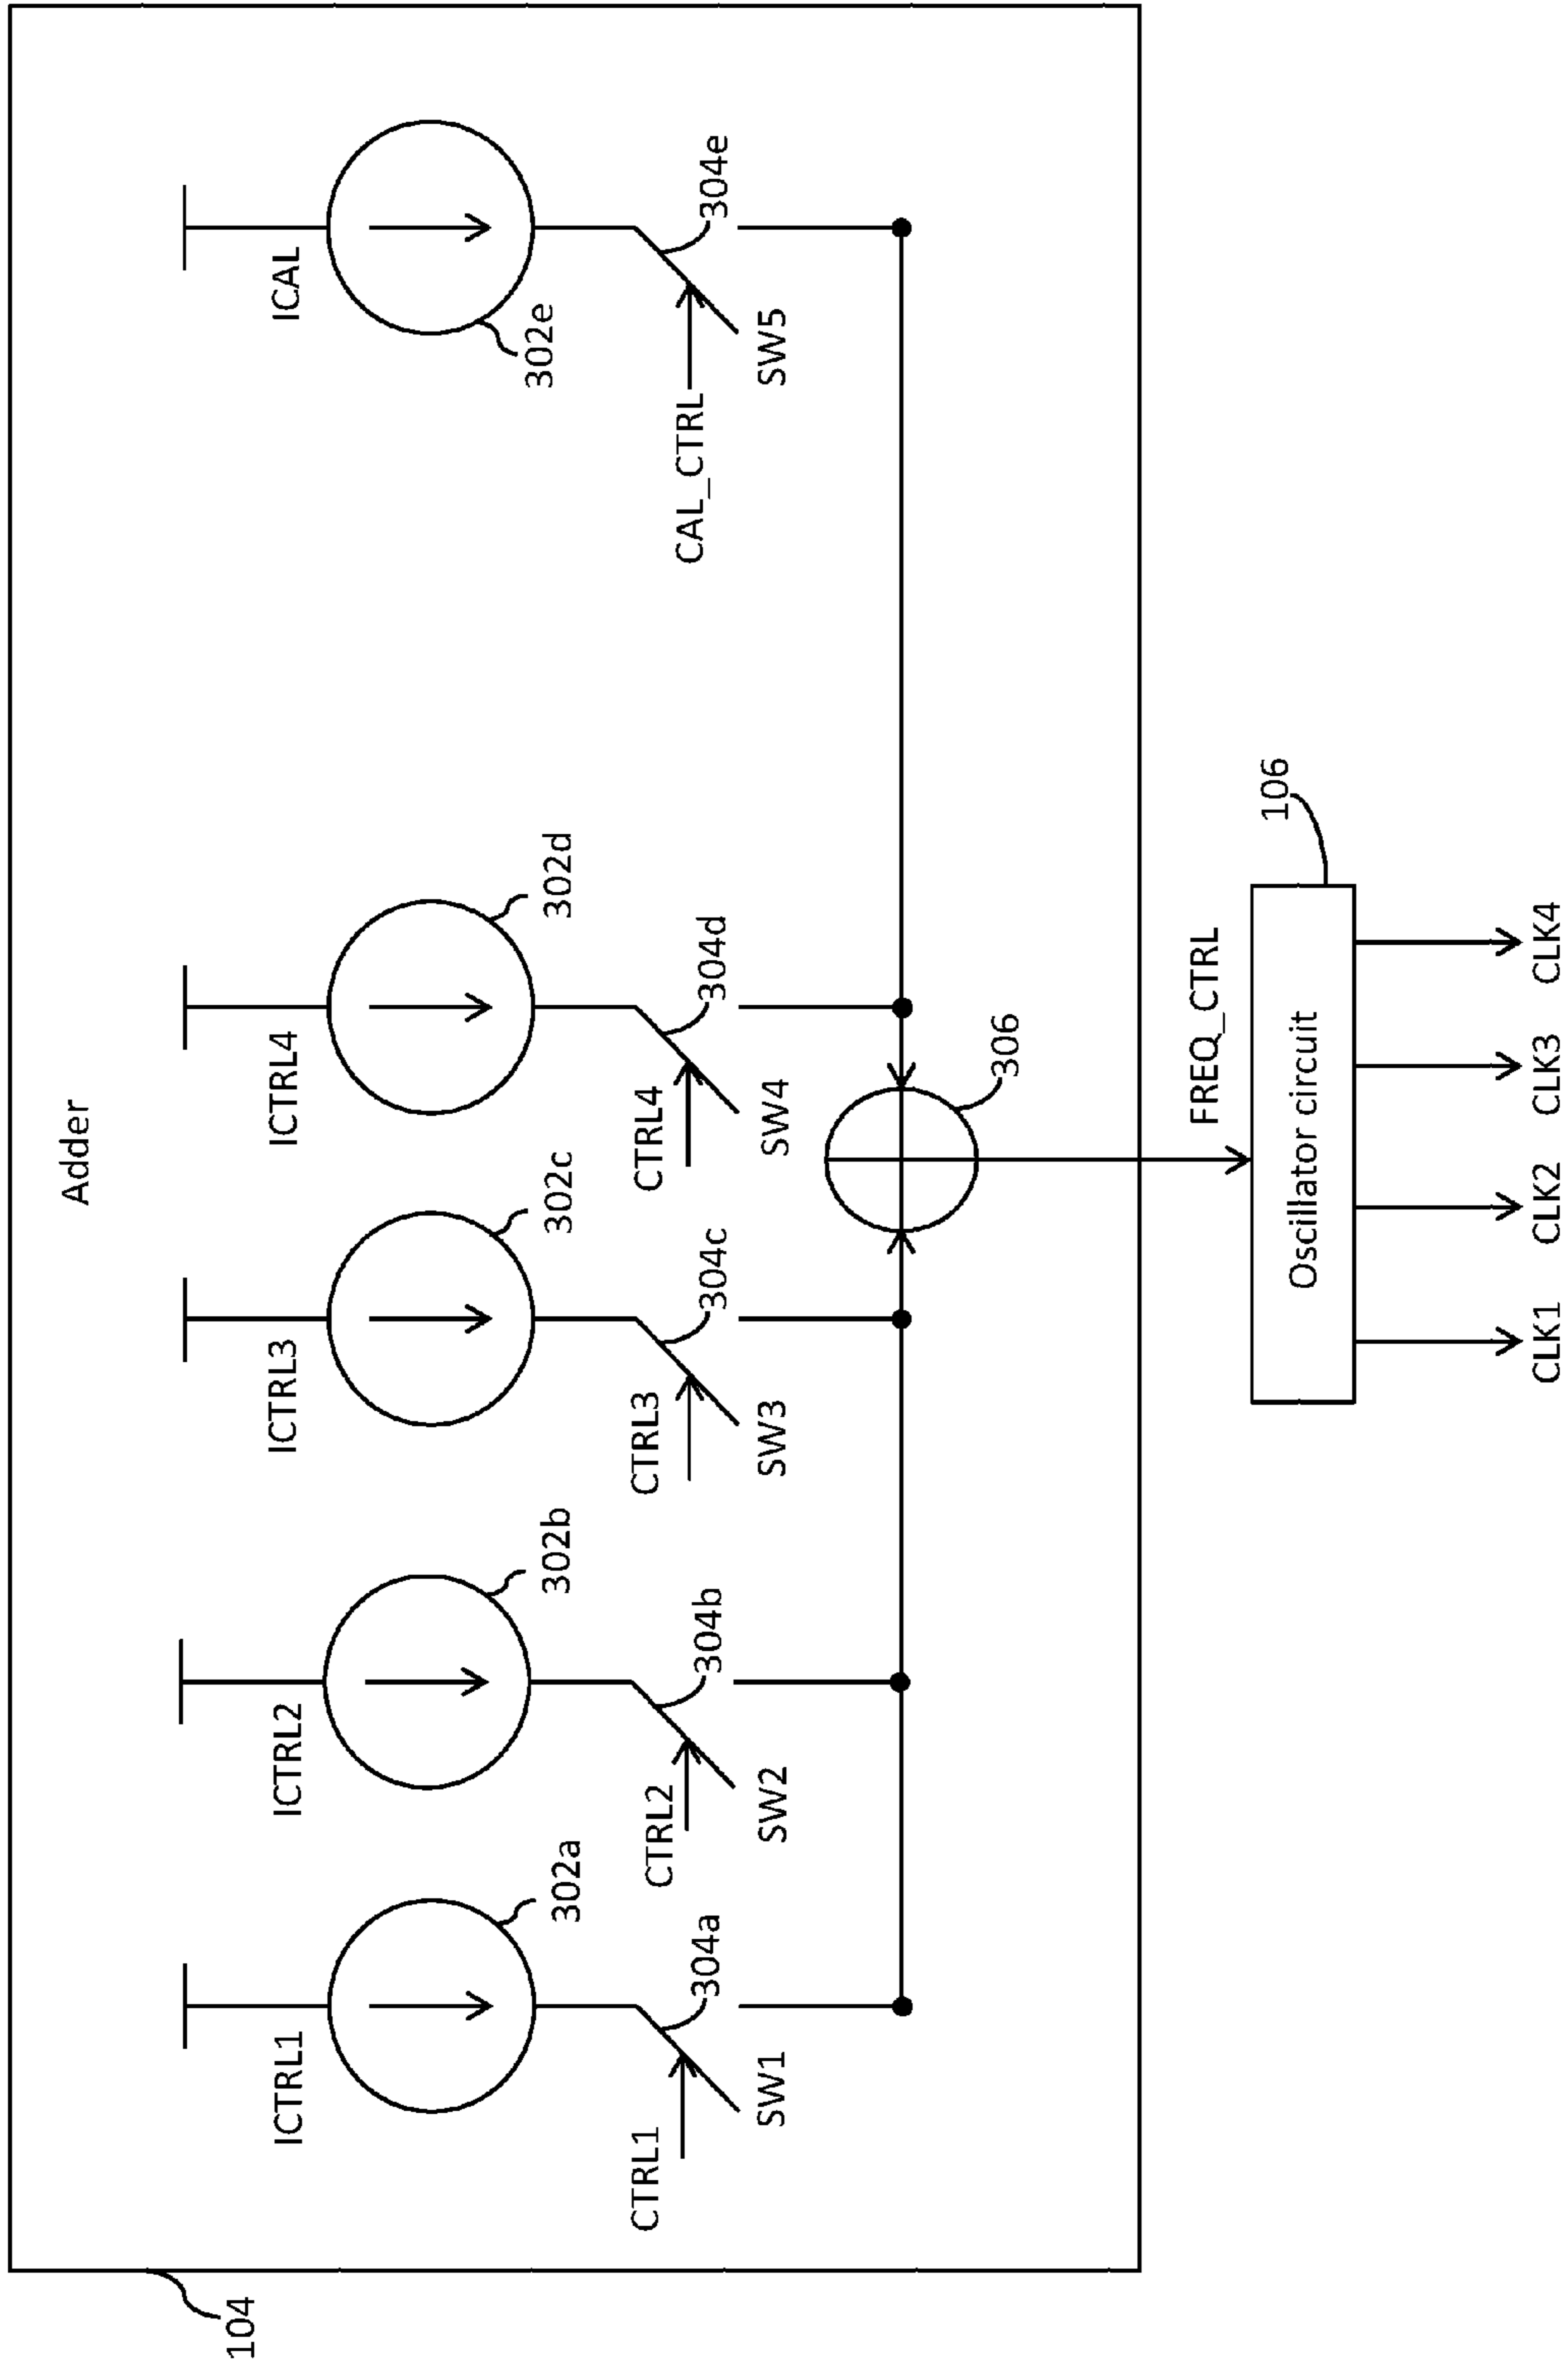 104
Adder
ICTRL1
302a
CTRL1
304a
SW1
ICTRL2
302b
CTRL2
304b
SW2
ICTRL3
302c
CTRL3
304c
SW3
ICTRL4
302d
CTRL4
304d
SW4
ICAL
302e
CAL_CTRL
304e
SW5
306
FREQ_CTRL
Oscillator circuit
106
CLK1
CLK2
CLK3
CLK4